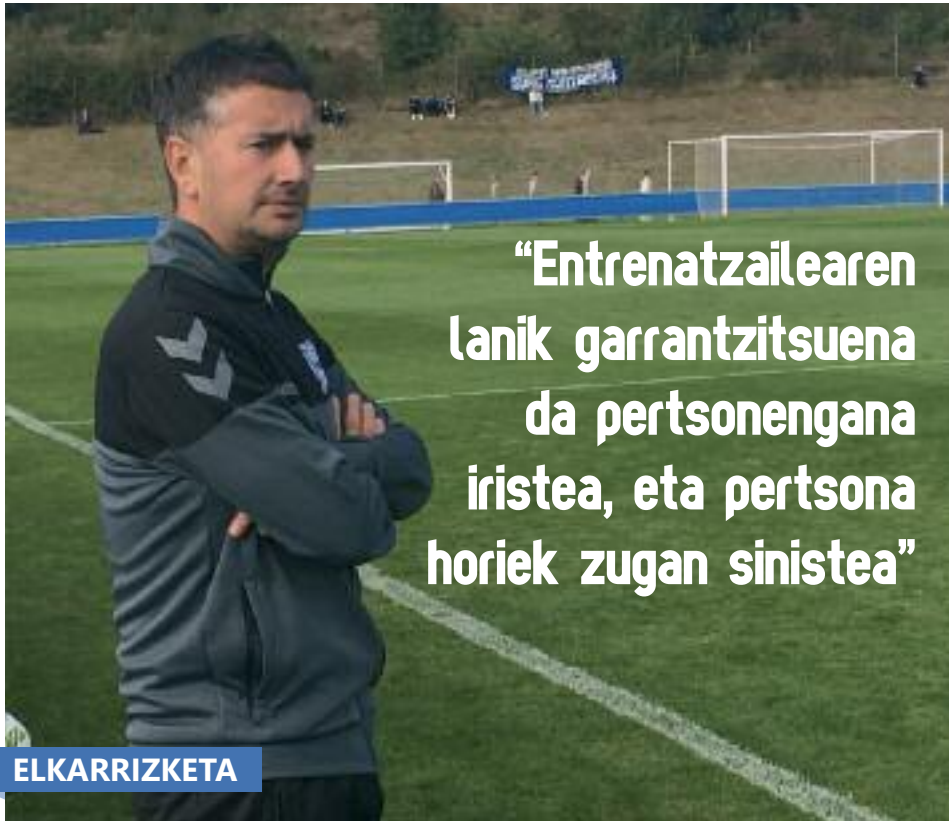 “Entrenatzailearen
lanik garrantzitsuena
da pertsonengana
iristea, eta pertsona
horiek zugan sinistea”
ELKARRIZKETA